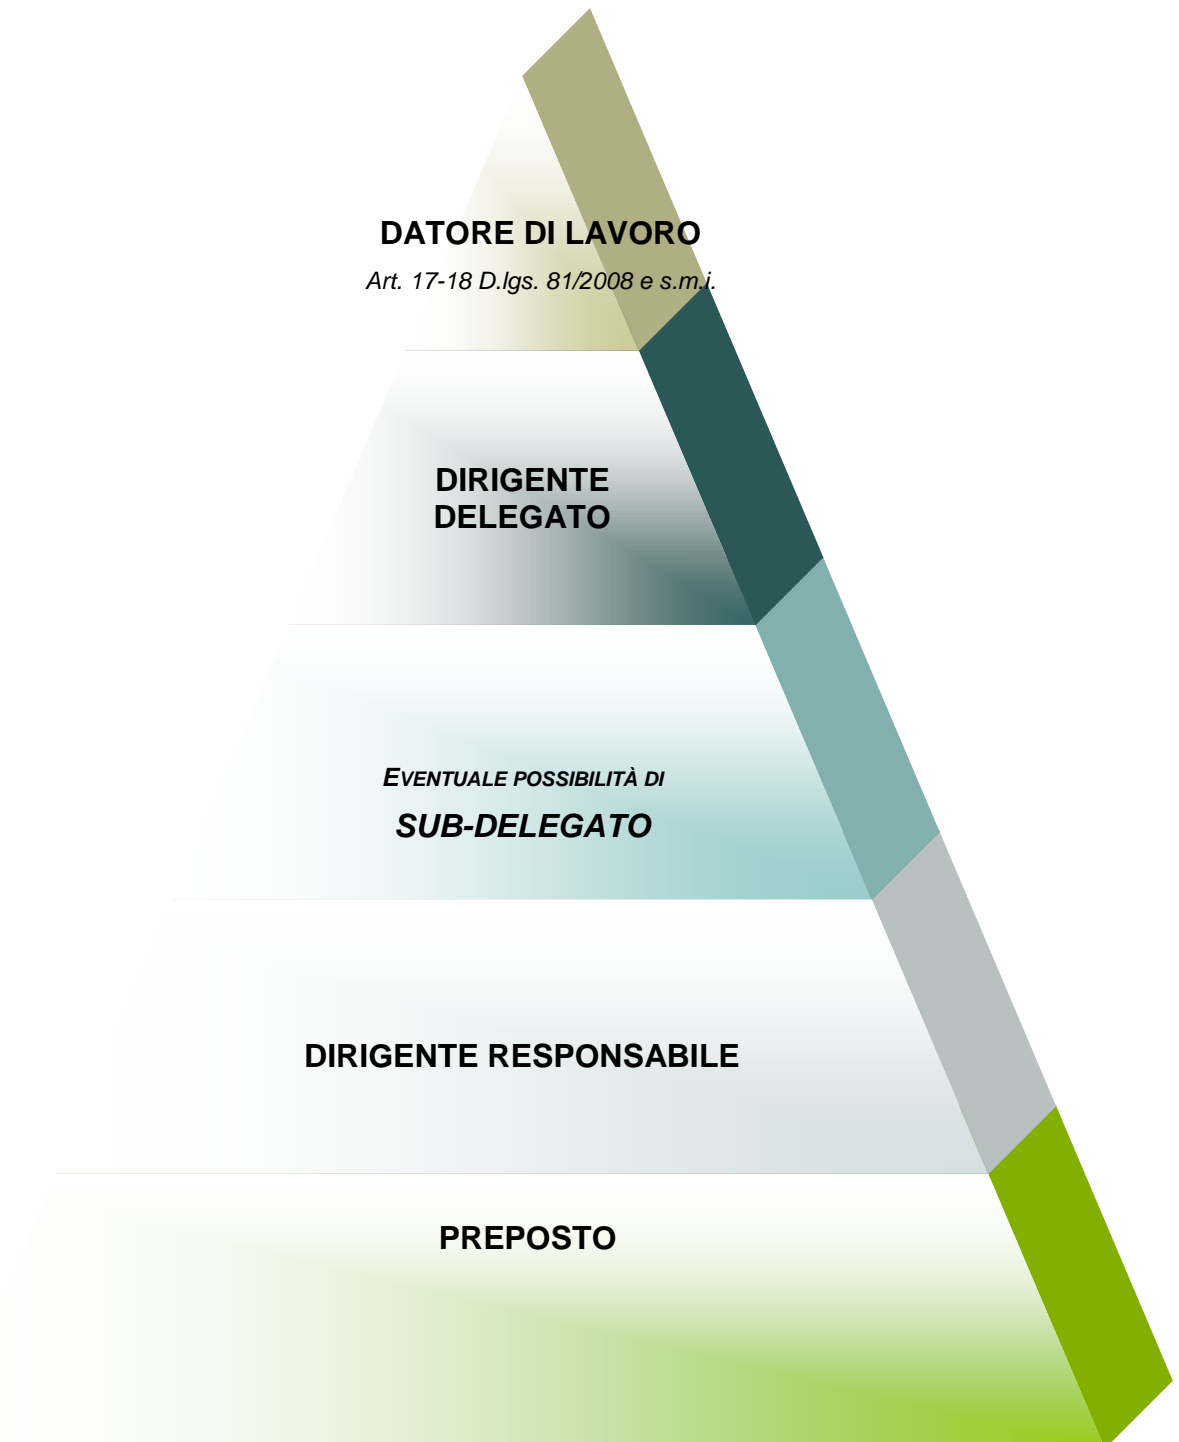 DATORE DI LAVORO
Art. 17-18 D.lgs. 81/2008 e s.m.i.
DIRIGENTE
DELEGATO
EVENTUALE POSSIBILITÀ DI
SUB-DELEGATO
DIRIGENTE RESPONSABILE
PREPOSTO